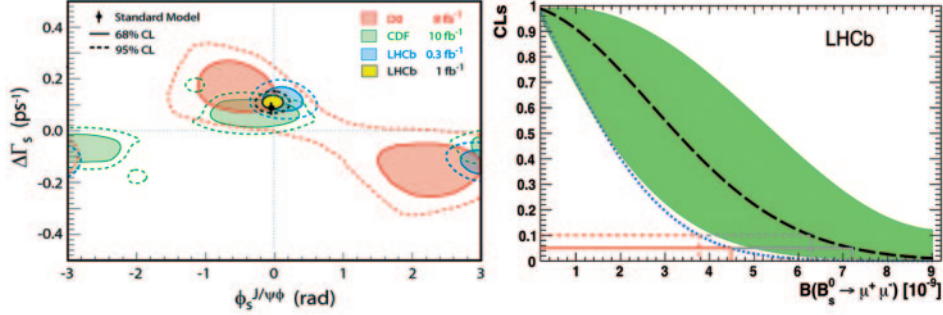 Standard Model
68% CL
95% CL
D0 8 fb⁻¹
CDF 10 fb⁻¹
LHCb 0.3 fb⁻¹
LHCb 1 fb⁻¹
0.4
0.2
0.0
-0.2
-0.4
ΔΓs (ps⁻¹)
-3 -2 -1 0 1 2 3
ϕs J/ψϕ (rad)
CLs
LHCb
1
0.9
0.8
0.7
0.6
0.5
0.4
0.3
0.2
0.1
0
1 2 3 4 5 6 7 8 9
B(B⁰s → μ⁺ μ⁻) [10⁻⁹]